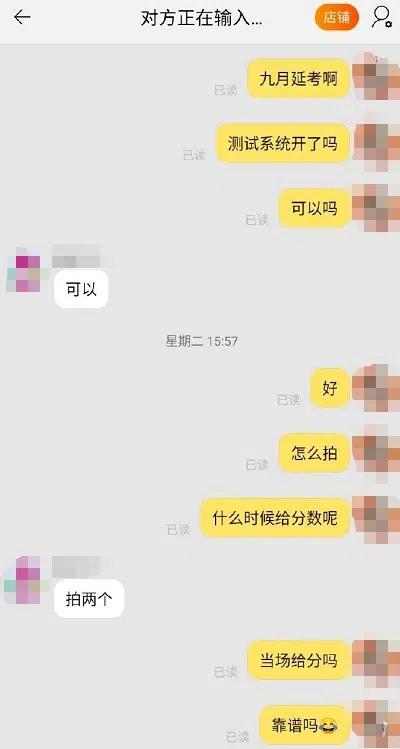 对方正在输入...
店铺
九月延考啊
已读
测试系统开了吗
已读
可以吗
已读
可以
星期二 15:57
好
已读
怎么拍
已读
什么时候给分数呢
已读
拍两个
当场给分吗
已读
靠谱吗😂
已读